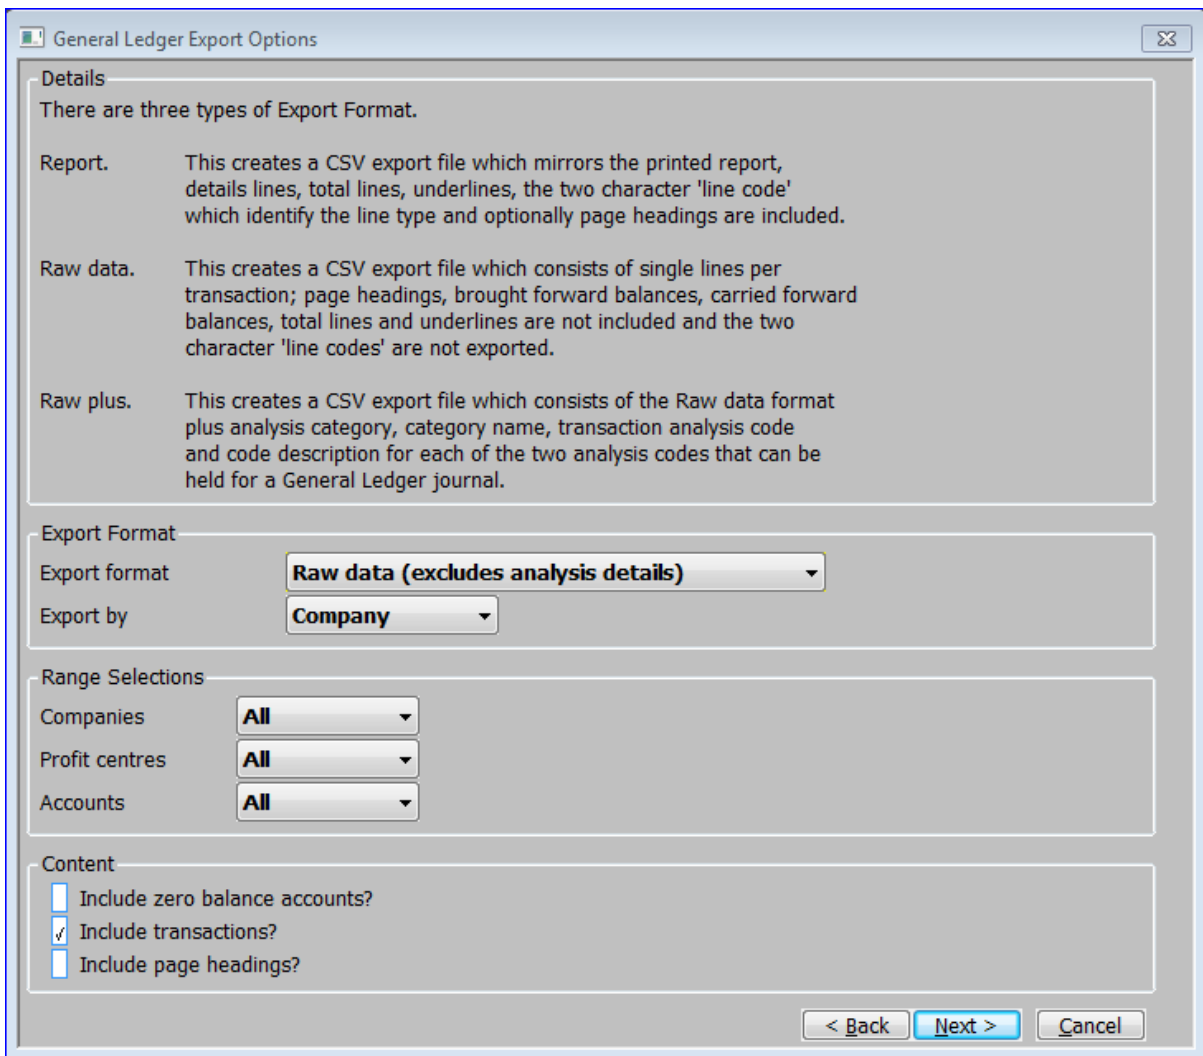 General Ledger Export Options
Details
There are three types of Export Format.
Report. This creates a CSV export file which mirrors the printed report,
details lines, total lines, underlines, the two character 'line code'
which identify the line type and optionally page headings are included.
Raw data. This creates a CSV export file which consists of single lines per
transaction; page headings, brought forward balances, carried forward
balances, total lines and underlines are not included and the two
character 'line codes' are not exported.
Raw plus. This creates a CSV export file which consists of the Raw data format
plus analysis category, category name, transaction analysis code
and code description for each of the two analysis codes that can be
held for a General Ledger journal.
Export Format
Export format Raw data (excludes analysis details)
Export by Company
Range Selections
Companies All
Profit centres All
Accounts All
Content
Include zero balance accounts?
Include transactions?
Include page headings?
< Back Next > Cancel